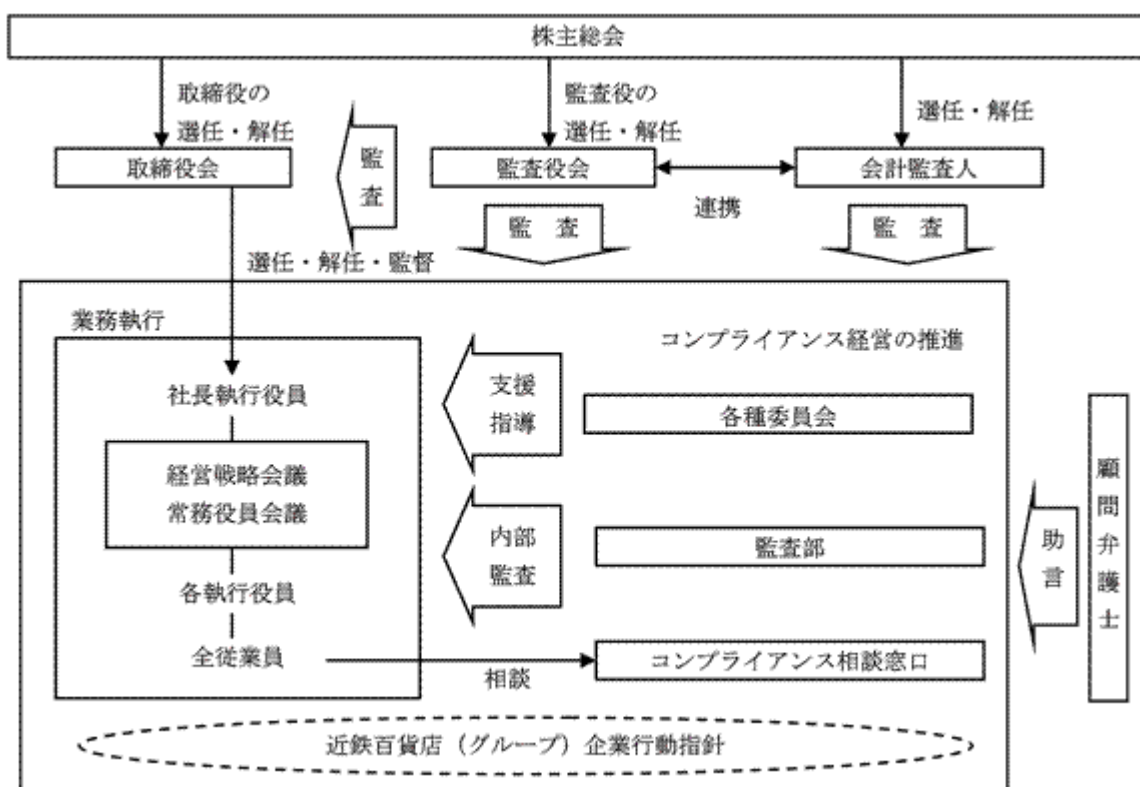 株主総会
取締役の
選任・解任
監査役の
選任・解任
選任・解任
取締役会
監査
監査役会
連携
会計監査人
監　査
監　査
選任・解任・監督
業務執行
コンプライアンス経営の推進
社長執行役員
支援
指導
各種委員会
経営戦略会議
常務役員会議
内部
監査
監査部
各執行役員
全従業員
相談
コンプライアンス相談窓口
助言
顧問弁護士
近鉄百貨店（グループ）企業行動指針